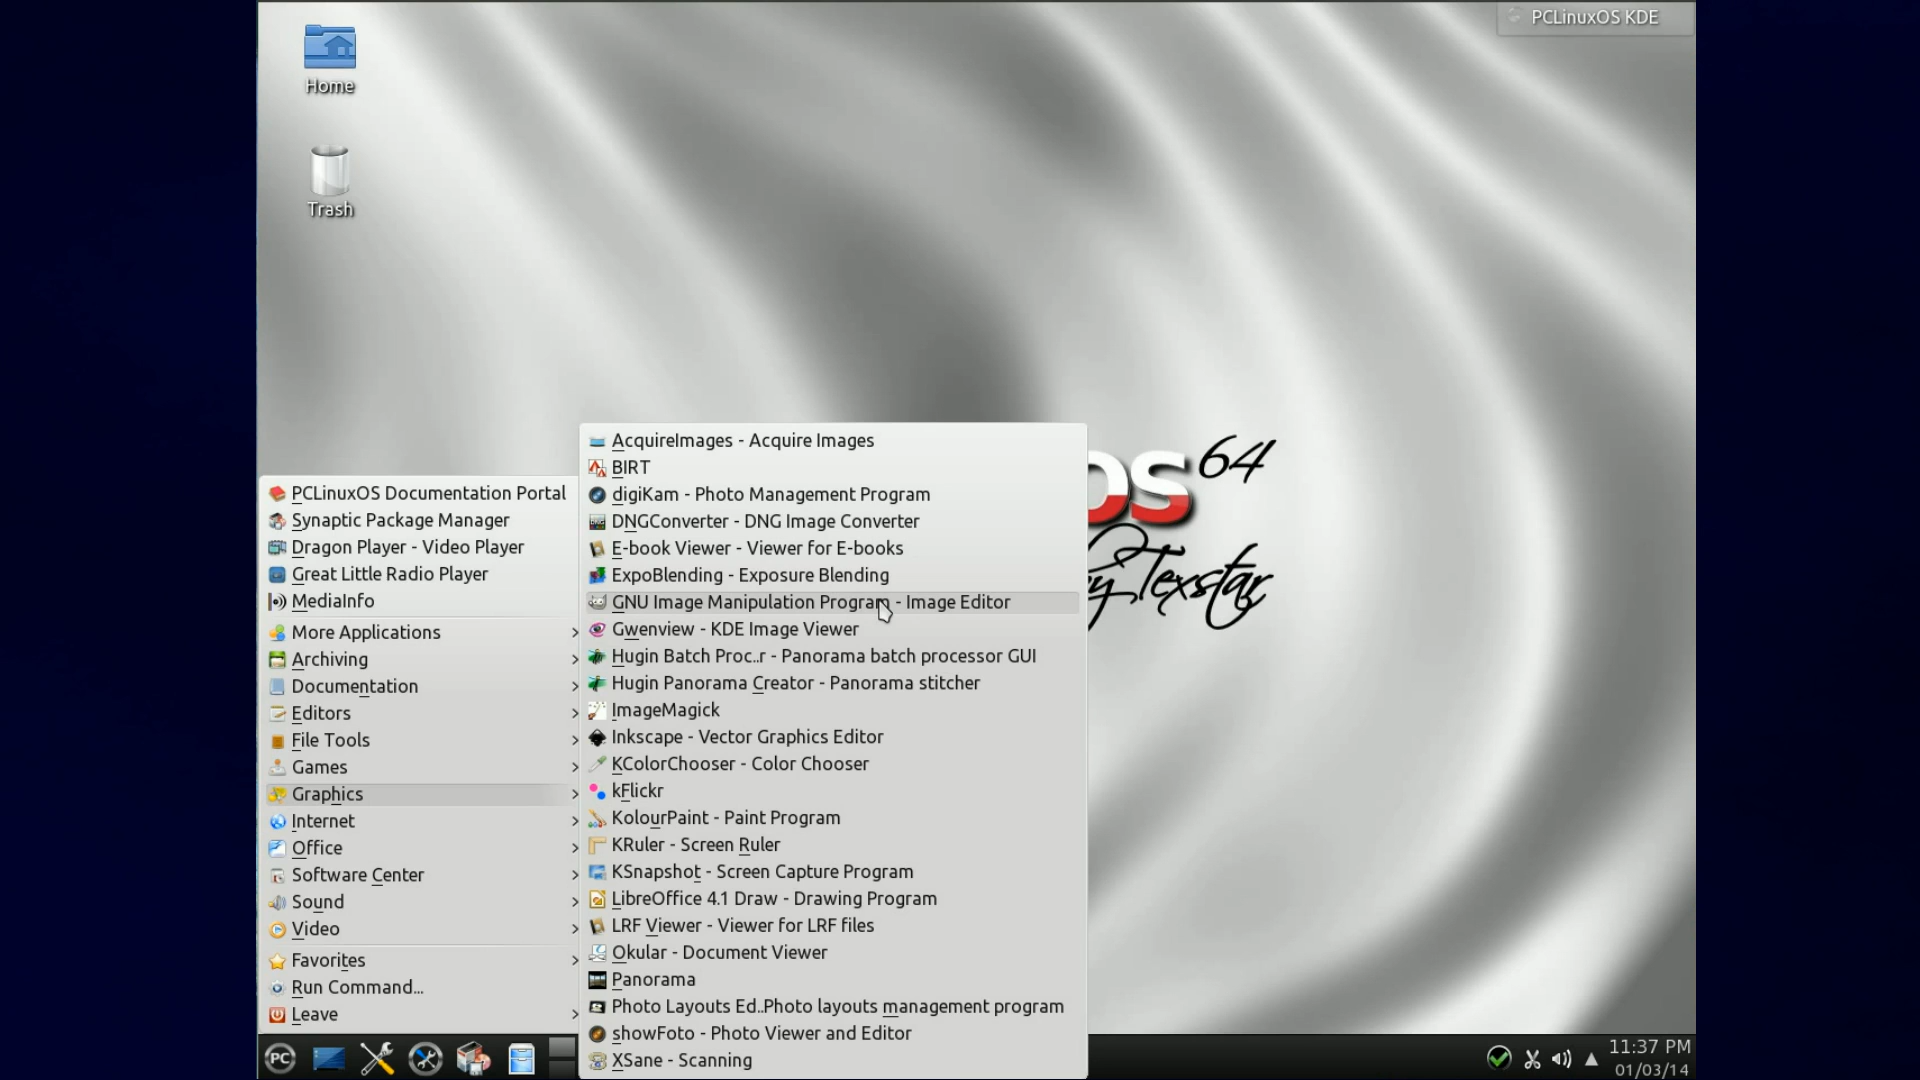 PCLinuxOS KDE
Home
Trash
OS 64
by Texstar
AcquireImages - Acquire Images
BIRT
digiKam - Photo Management Program
DNGConverter - DNG Image Converter
E-book Viewer - Viewer for E-books
ExpoBlending - Exposure Blending
GNU Image Manipulation Program - Image Editor
Gwenview - KDE Image Viewer
Hugin Batch Proc..r - Panorama batch processor GUI
Hugin Panorama Creator - Panorama stitcher
ImageMagick
Inkscape - Vector Graphics Editor
KColorChooser - Color Chooser
kFlickr
KolourPaint - Paint Program
KRuler - Screen Ruler
KSnapshot - Screen Capture Program
LibreOffice 4.1 Draw - Drawing Program
LRF Viewer - Viewer for LRF files
Okular - Document Viewer
Panorama
Photo Layouts Ed..Photo layouts management program
showFoto - Photo Viewer and Editor
XSane - Scanning
PCLinuxOS Documentation Portal
Synaptic Package Manager
Dragon Player - Video Player
Great Little Radio Player
MediaInfo
More Applications
Archiving
Documentation
Editors
File Tools
Games
Graphics
Internet
Office
Software Center
Sound
Video
Favorites
Run Command...
Leave
PC
11:37 PM
01/03/14